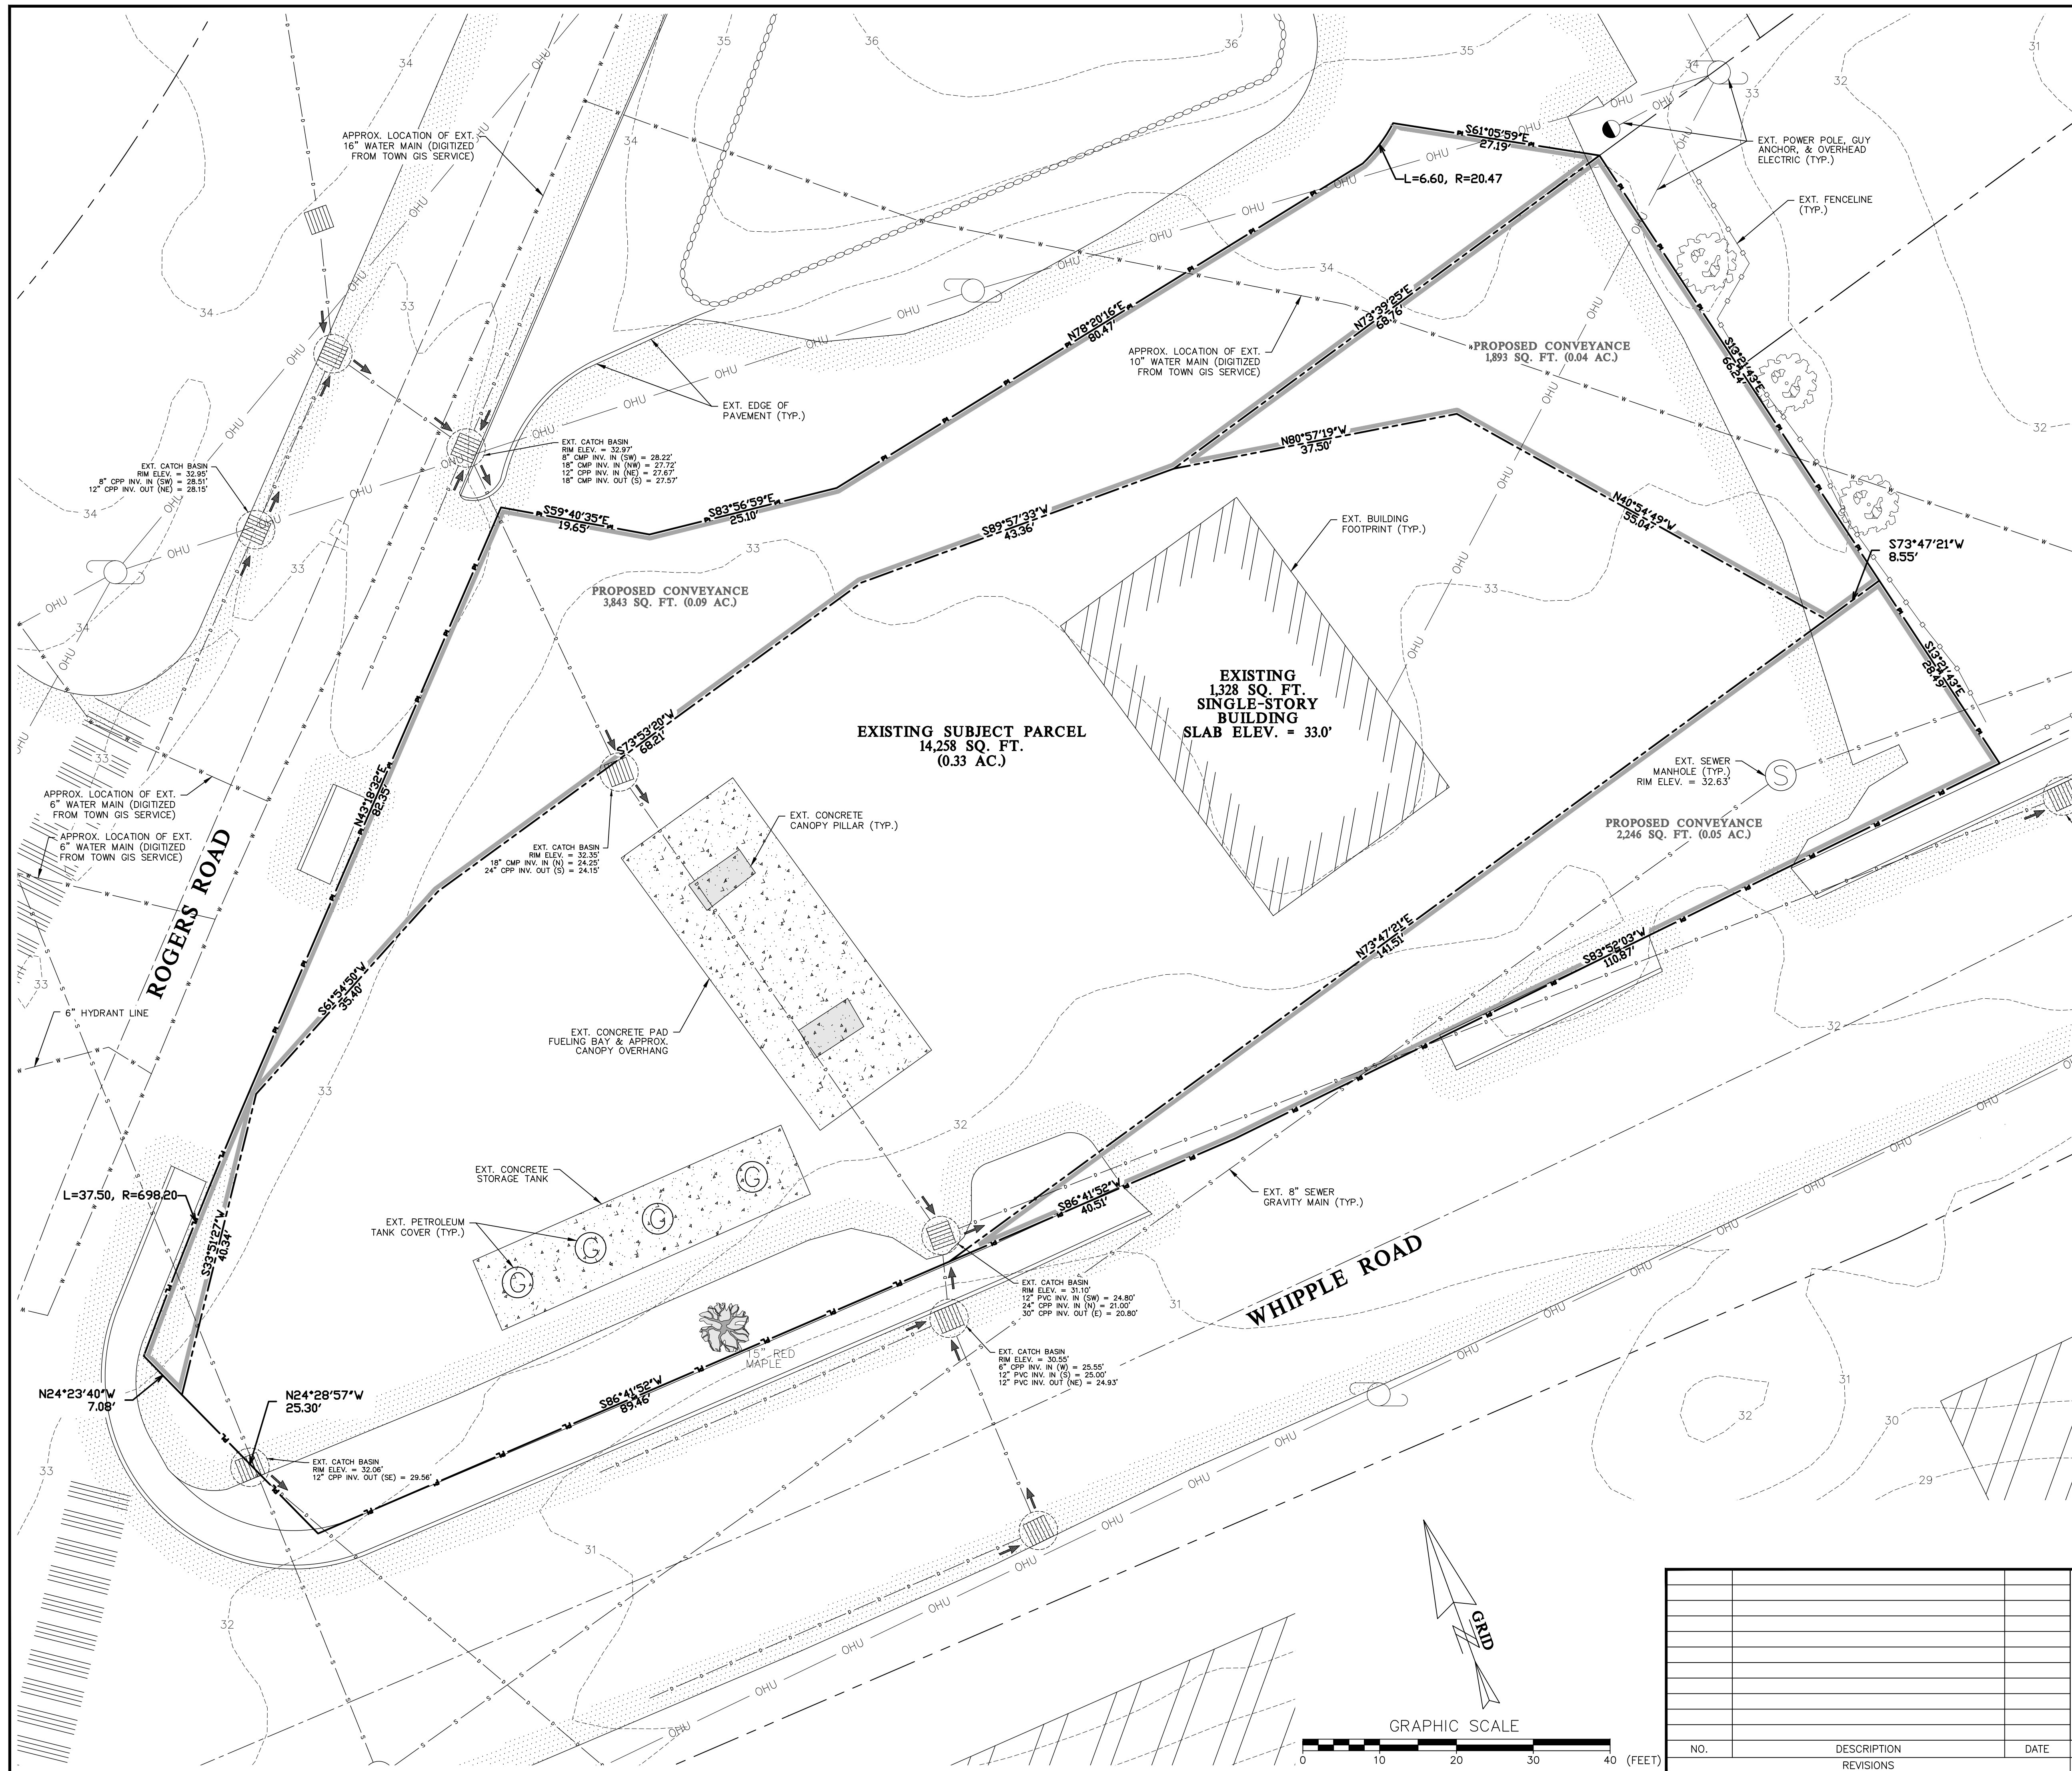 APPROX. LOCATION OF EXT.
16" WATER MAIN (DIGITIZED
FROM TOWN GIS SERVICE)
S61°05'59"E
27.19'
L=6.60, R=20.47
EXT. POWER POLE, GUY
ANCHOR, & OVERHEAD
ELECTRIC (TYP.)
EXT. FENCELINE
(TYP.)
N78°20'16"E
80.47'
N73°39'25"E
68.76'
APPROX. LOCATION OF EXT.
10" WATER MAIN (DIGITIZED
FROM TOWN GIS SERVICE)
PROPOSED CONVEYANCE
1,893 SQ. FT. (0.04 AC.)
S13°21'43"E
66.24'
EXT. EDGE OF
PAVEMENT (TYP.)
EXT. CATCH BASIN
RIM ELEV. = 32.97'
8" CMP INV. IN (SW) = 28.22'
18" CMP INV. IN (NW) = 27.72'
12" CPP INV. IN (NE) = 27.67'
18" CMP INV. OUT (S) = 27.57'
EXT. CATCH BASIN
RIM ELEV. = 32.95'
8" CPP INV. IN (SW) = 28.51'
12" CPP INV. OUT (NE) = 28.15'
N80°57'19"W
37.50'
S59°40'35"E
19.65'
S83°56'59"E
25.10'
S89°57'33"W
43.36'
EXT. BUILDING
FOOTPRINT (TYP.)
N40°54'49"W
55.04'
S73°47'21"W
8.55'
PROPOSED CONVEYANCE
3,843 SQ. FT. (0.09 AC.)
S13°21'43"E
28.49'
EXISTING
1,328 SQ. FT.
SINGLE-STORY
BUILDING
SLAB ELEV. = 33.0'
S73°53'20"W
68.21'
EXISTING SUBJECT PARCEL
14,258 SQ. FT.
(0.33 AC.)
EXT. SEWER
MANHOLE (TYP.)
RIM ELEV. = 32.63'
S
PROPOSED CONVEYANCE
2,246 SQ. FT. (0.05 AC.)
APPROX. LOCATION OF EXT.
6" WATER MAIN (DIGITIZED
FROM TOWN GIS SERVICE)
APPROX. LOCATION OF EXT.
6" WATER MAIN (DIGITIZED
FROM TOWN GIS SERVICE)
N43°18'32"E
82.35'
ROGERS ROAD
EXT. CONCRETE
CANOPY PILLAR (TYP.)
EXT. CATCH BASIN
RIM ELEV. = 32.35'
18" CMP INV. IN (N) = 24.25'
24" CPP INV. OUT (S) = 24.15'
N73°47'21"E
141.51'
S83°52'03"W
110.87'
S61°54'50"W
35.40'
6" HYDRANT LINE
EXT. CONCRETE PAD
FUELING BAY & APPROX.
CANOPY OVERHANG
EXT. CONCRETE
STORAGE TANK
EXT. PETROLEUM
TANK COVER (TYP.)
G
G
G
G
L=37.50, R=698.20
S33°51'27"W
40.34'
S86°41'52"W
40.51'
EXT. 8" SEWER
GRAVITY MAIN (TYP.)
WHIPPLE ROAD
EXT. CATCH BASIN
RIM ELEV. = 31.10'
12" PVC INV. IN (SW) = 24.80'
24" CPP INV. IN (N) = 21.00'
30" CPP INV. OUT (E) = 20.80'
EXT. CATCH BASIN
RIM ELEV. = 30.55'
6" CPP INV. IN (W) = 25.55'
12" PVC INV. IN (S) = 25.00'
12" PVC INV. OUT (NE) = 24.93'
15" RED
MAPLE
N24°23'40"W
7.08'
N24°28'57"W
25.30'
S86°41'52"W
89.46'
EXT. CATCH BASIN
RIM ELEV. = 32.06'
12" CPP INV. OUT (SE) = 29.56'
GRID
N
GRAPHIC SCALE
0 10 20 30 40 (FEET)
NO. DESCRIPTION DATE
REVISIONS